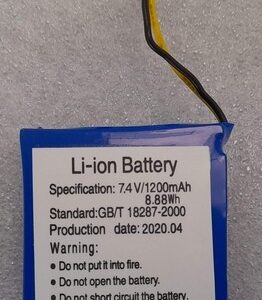 Li-ion Battery
Specification: 7.4V/1200mAh
8.88Wh
Standard:GB/T 18287-2000
Production date: 2020.04
Warning:
• Do not put it into fire.
• Do not open the battery.
• Do not short circuit the battery.